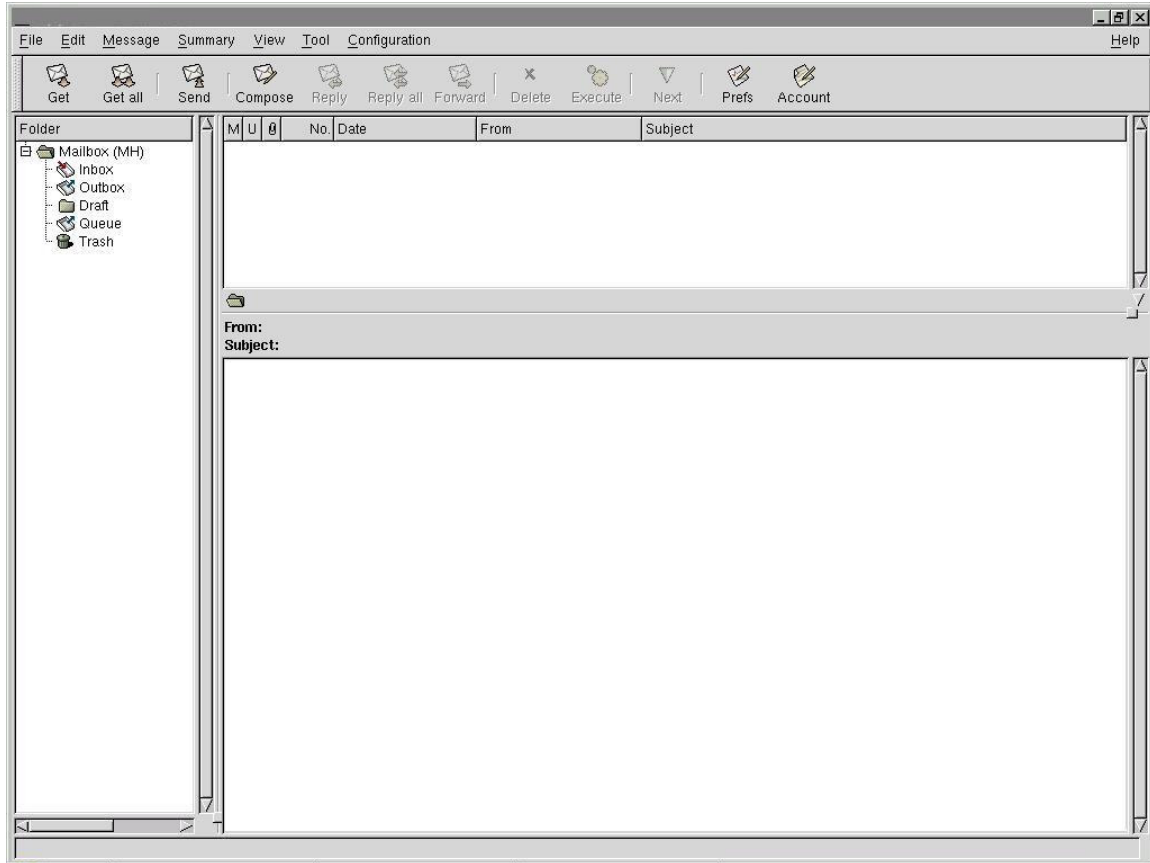 File Edit Message Summary View Tool Configuration Help
Get Get all Send Compose Reply Reply all Forward Delete Execute Next Prefs Account
Folder
Mailbox (MH)
Inbox
Outbox
Draft
Queue
Trash
M U No. Date From Subject
From:
Subject: